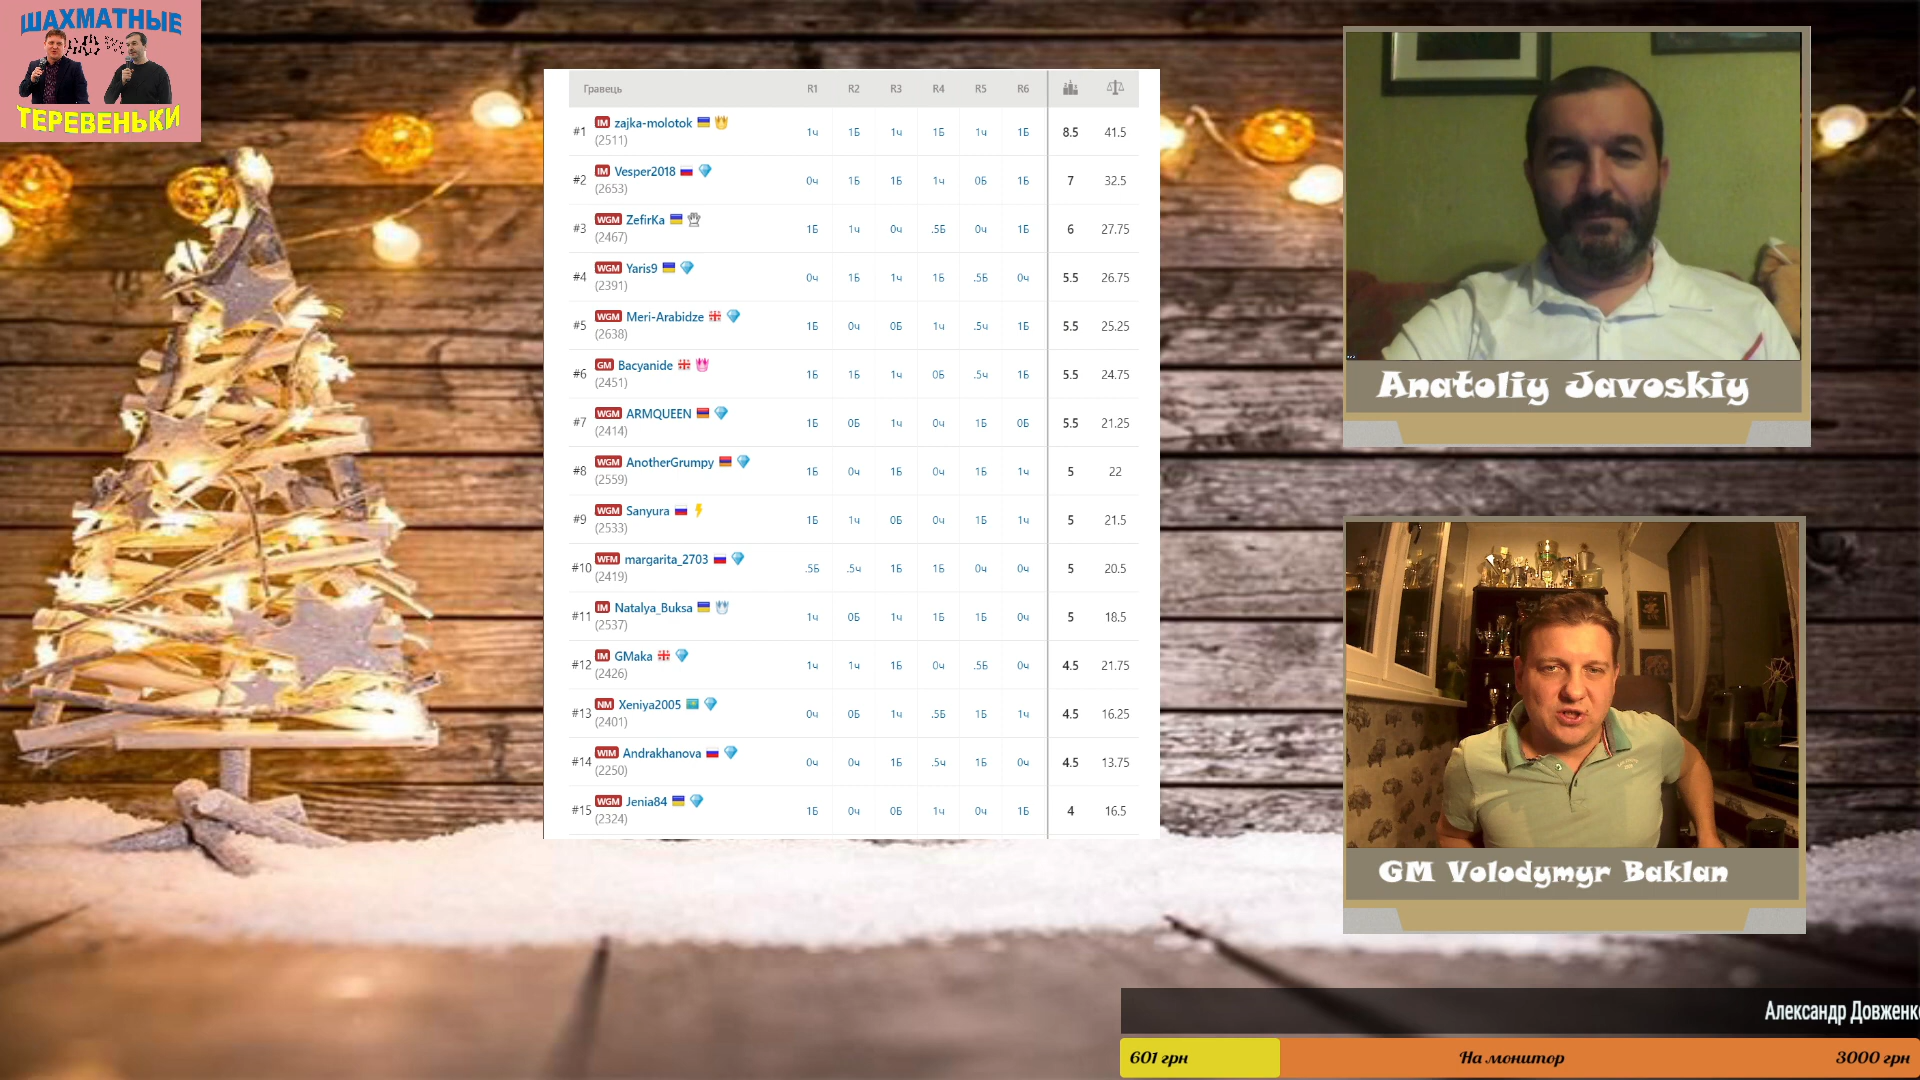 ШАХМАТНЫЕ
ТЕРЕВЕНЬКИ
Гравець R1 R2 R3 R4 R5 R6
#1 IM zajka-molotok 1ч 1Б 1ч 1Б 1ч 1Б 8.5 41.5
(2511)
#2 IM Vesper2018 0ч 1Б 1Б 1ч 0Б 1Б 7 32.5
(2653)
#3 WGM ZefirKa 1Б 1ч 0ч .5Б 0ч 1Б 6 27.75
(2467)
#4 WGM Yaris9 0ч 1Б 1ч 1Б .5Б 0ч 5.5 26.75
(2391)
#5 WGM Meri-Arabidze 1Б 0ч 0Б 1ч .5ч 1Б 5.5 25.25
(2638)
#6 GM Bacyanide 1Б 1Б 1ч 0Б .5ч 1Б 5.5 24.75
(2451)
#7 WGM ARMQUEEN 1Б 0Б 1ч 0ч 1Б 0Б 5.5 21.25
(2414)
#8 WGM AnotherGrumpy 1Б 0ч 1Б 0ч 1Б 1ч 5 22
(2559)
#9 WGM Sanyura 1Б 1ч 0Б 0ч 1Б 1ч 5 21.5
(2533)
#10 WFM margarita_2703 .5Б .5ч 1Б 1Б 0ч 0ч 5 20.5
(2419)
#11 IM Natalya_Buksa 1ч 0Б 1ч 1Б 1Б 0ч 5 18.5
(2537)
#12 IM GMaka 1ч 1ч 1Б 0ч .5Б 0ч 4.5 21.75
(2426)
#13 NM Xeniya2005 0ч 0Б 1ч .5Б 1Б 1ч 4.5 16.25
(2401)
#14 WIM Andrakhanova 0ч 0ч 1Б .5ч 1Б 0ч 4.5 13.75
(2250)
#15 WGM Jenia84 1Б 0ч 0Б 1ч 0ч 1Б 4 16.5
(2324)
Anatoliy Javoskiy
GM Volodymyr Baklan
Александр Довженко
601 грн На монитор 3000 грн